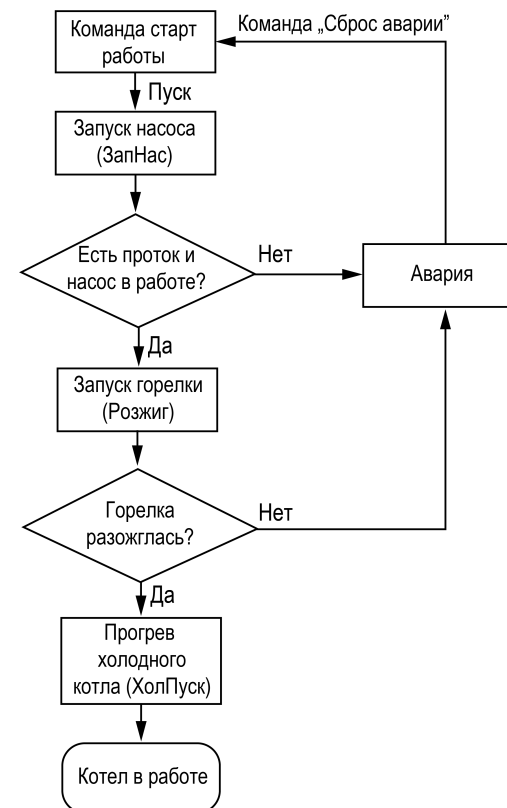 Команда старт
работы
Команда „Сброс аварии”
Пуск
Запуск насоса
(ЗапНас)
Есть проток и
насос в работе?
Нет
Авария
Да
Запуск горелки
(Розжиг)
Горелка
разожглась?
Нет
Да
Прогрев
холодного
котла (ХолПуск)
Котел в работе